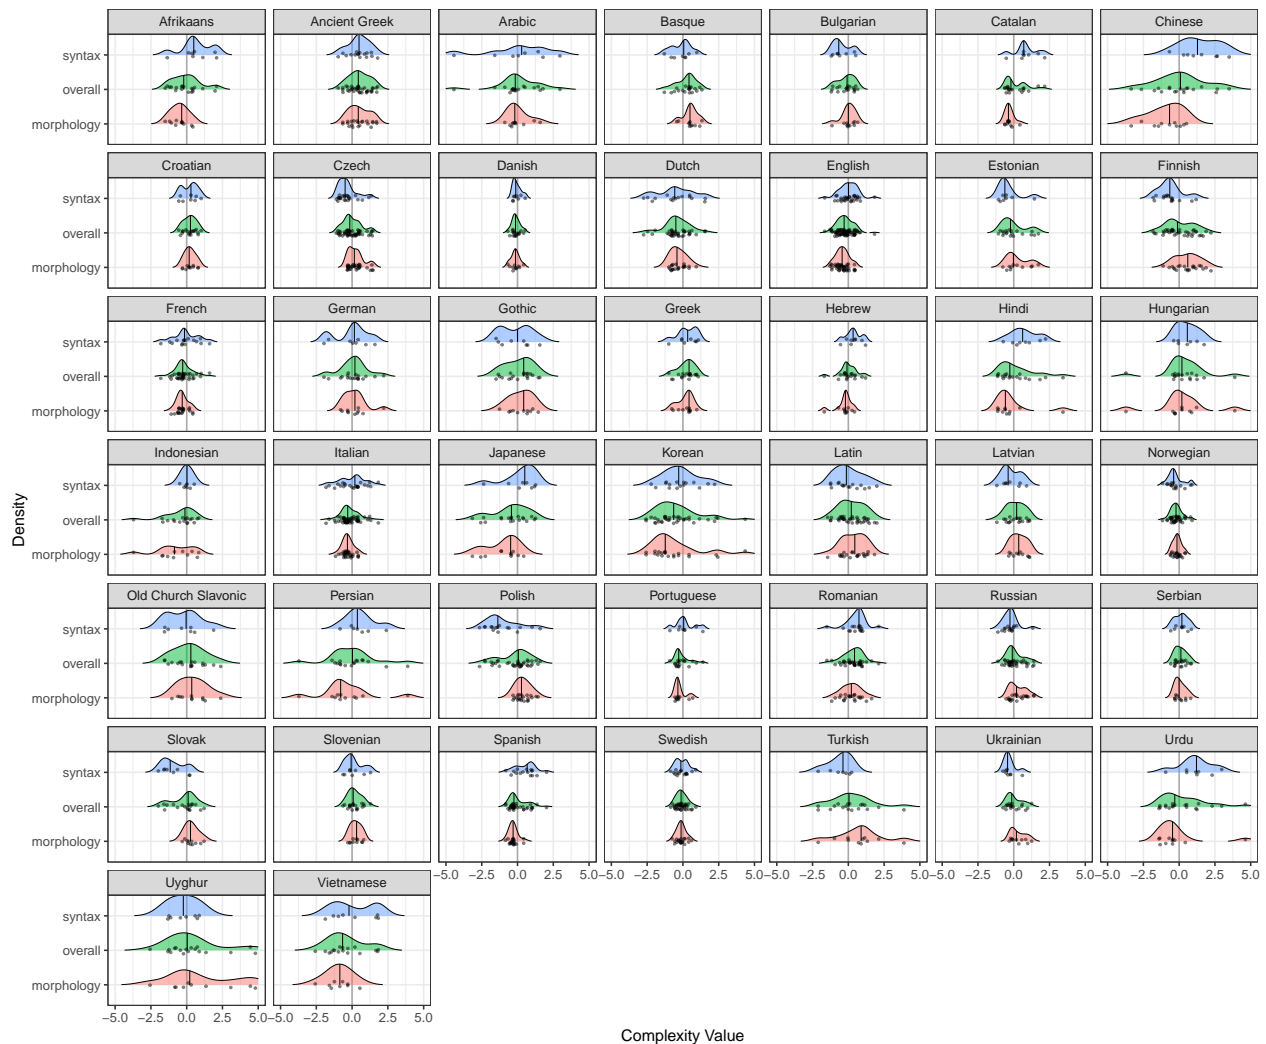 Afrikaans Ancient Greek Arabic Basque Bulgarian Catalan Chinese
syntax
overall
morphology
Croatian Czech Danish Dutch English Estonian Finnish
syntax
overall
morphology
French German Gothic Greek Hebrew Hindi Hungarian
syntax
overall
morphology
Indonesian Italian Japanese Korean Latin Latvian Norwegian
syntax
overall
morphology
Old Church Slavonic Persian Polish Portuguese Romanian Russian Serbian
syntax
overall
morphology
Slovak Slovenian Spanish Swedish Turkish Ukrainian Urdu
syntax
overall
morphology
−5.0 −2.5 0.0 2.5 5.0 −5.0 −2.5 0.0 2.5 5.0 −5.0 −2.5 0.0 2.5 5.0 −5.0 −2.5 0.0 2.5 5.0 −5.0 −2.5 0.0 2.5 5.0
Uyghur Vietnamese
syntax
overall
morphology
−5.0 −2.5 0.0 2.5 5.0 −5.0 −2.5 0.0 2.5 5.0
Density
Complexity Value